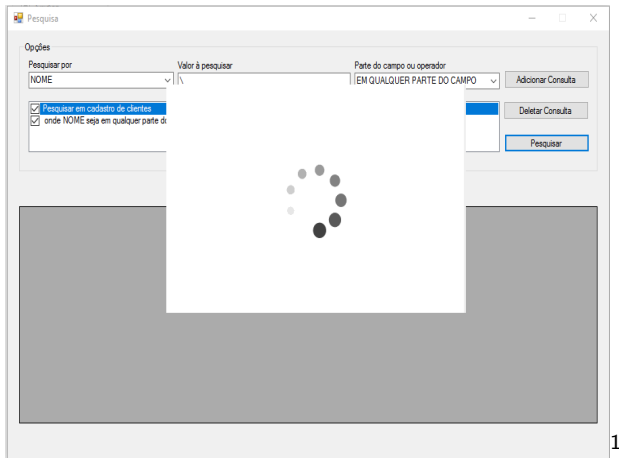 Pesquisa
Opções
Pesquisar por Valor à pesquisar Parte do campo ou operador
NOME \ EM QUALQUER PARTE DO CAMPO Adicionar Consulta
Pesquisar em cadastro de clientes Deletar Consulta
onde NOME seja em qualquer parte do
Pesquisar
1